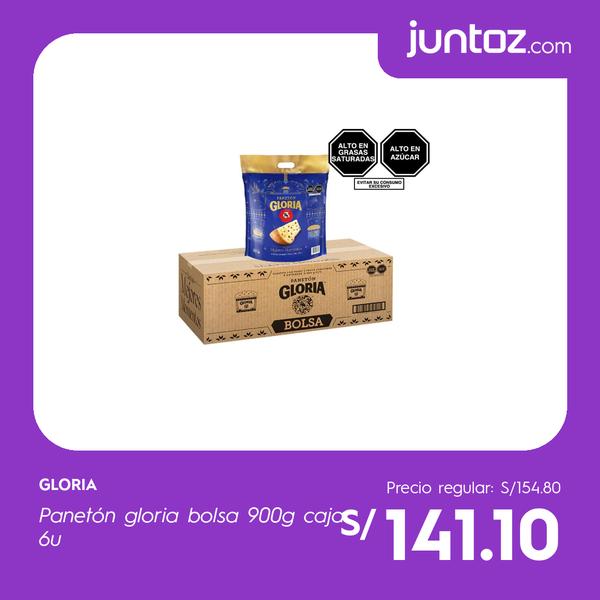 juntoz.com
ALTO EN
GRASAS
SATURADAS
ALTO EN
AZÚCAR
EVITAR SU CONSUMO
EXCESIVO
PANETÓN
GLORIA
PANETÓN
GLORIA
BOLSA
GLORIA
Precio regular: S/154.80
Panetón gloria bolsa 900g caja
6u
S/ 141.10